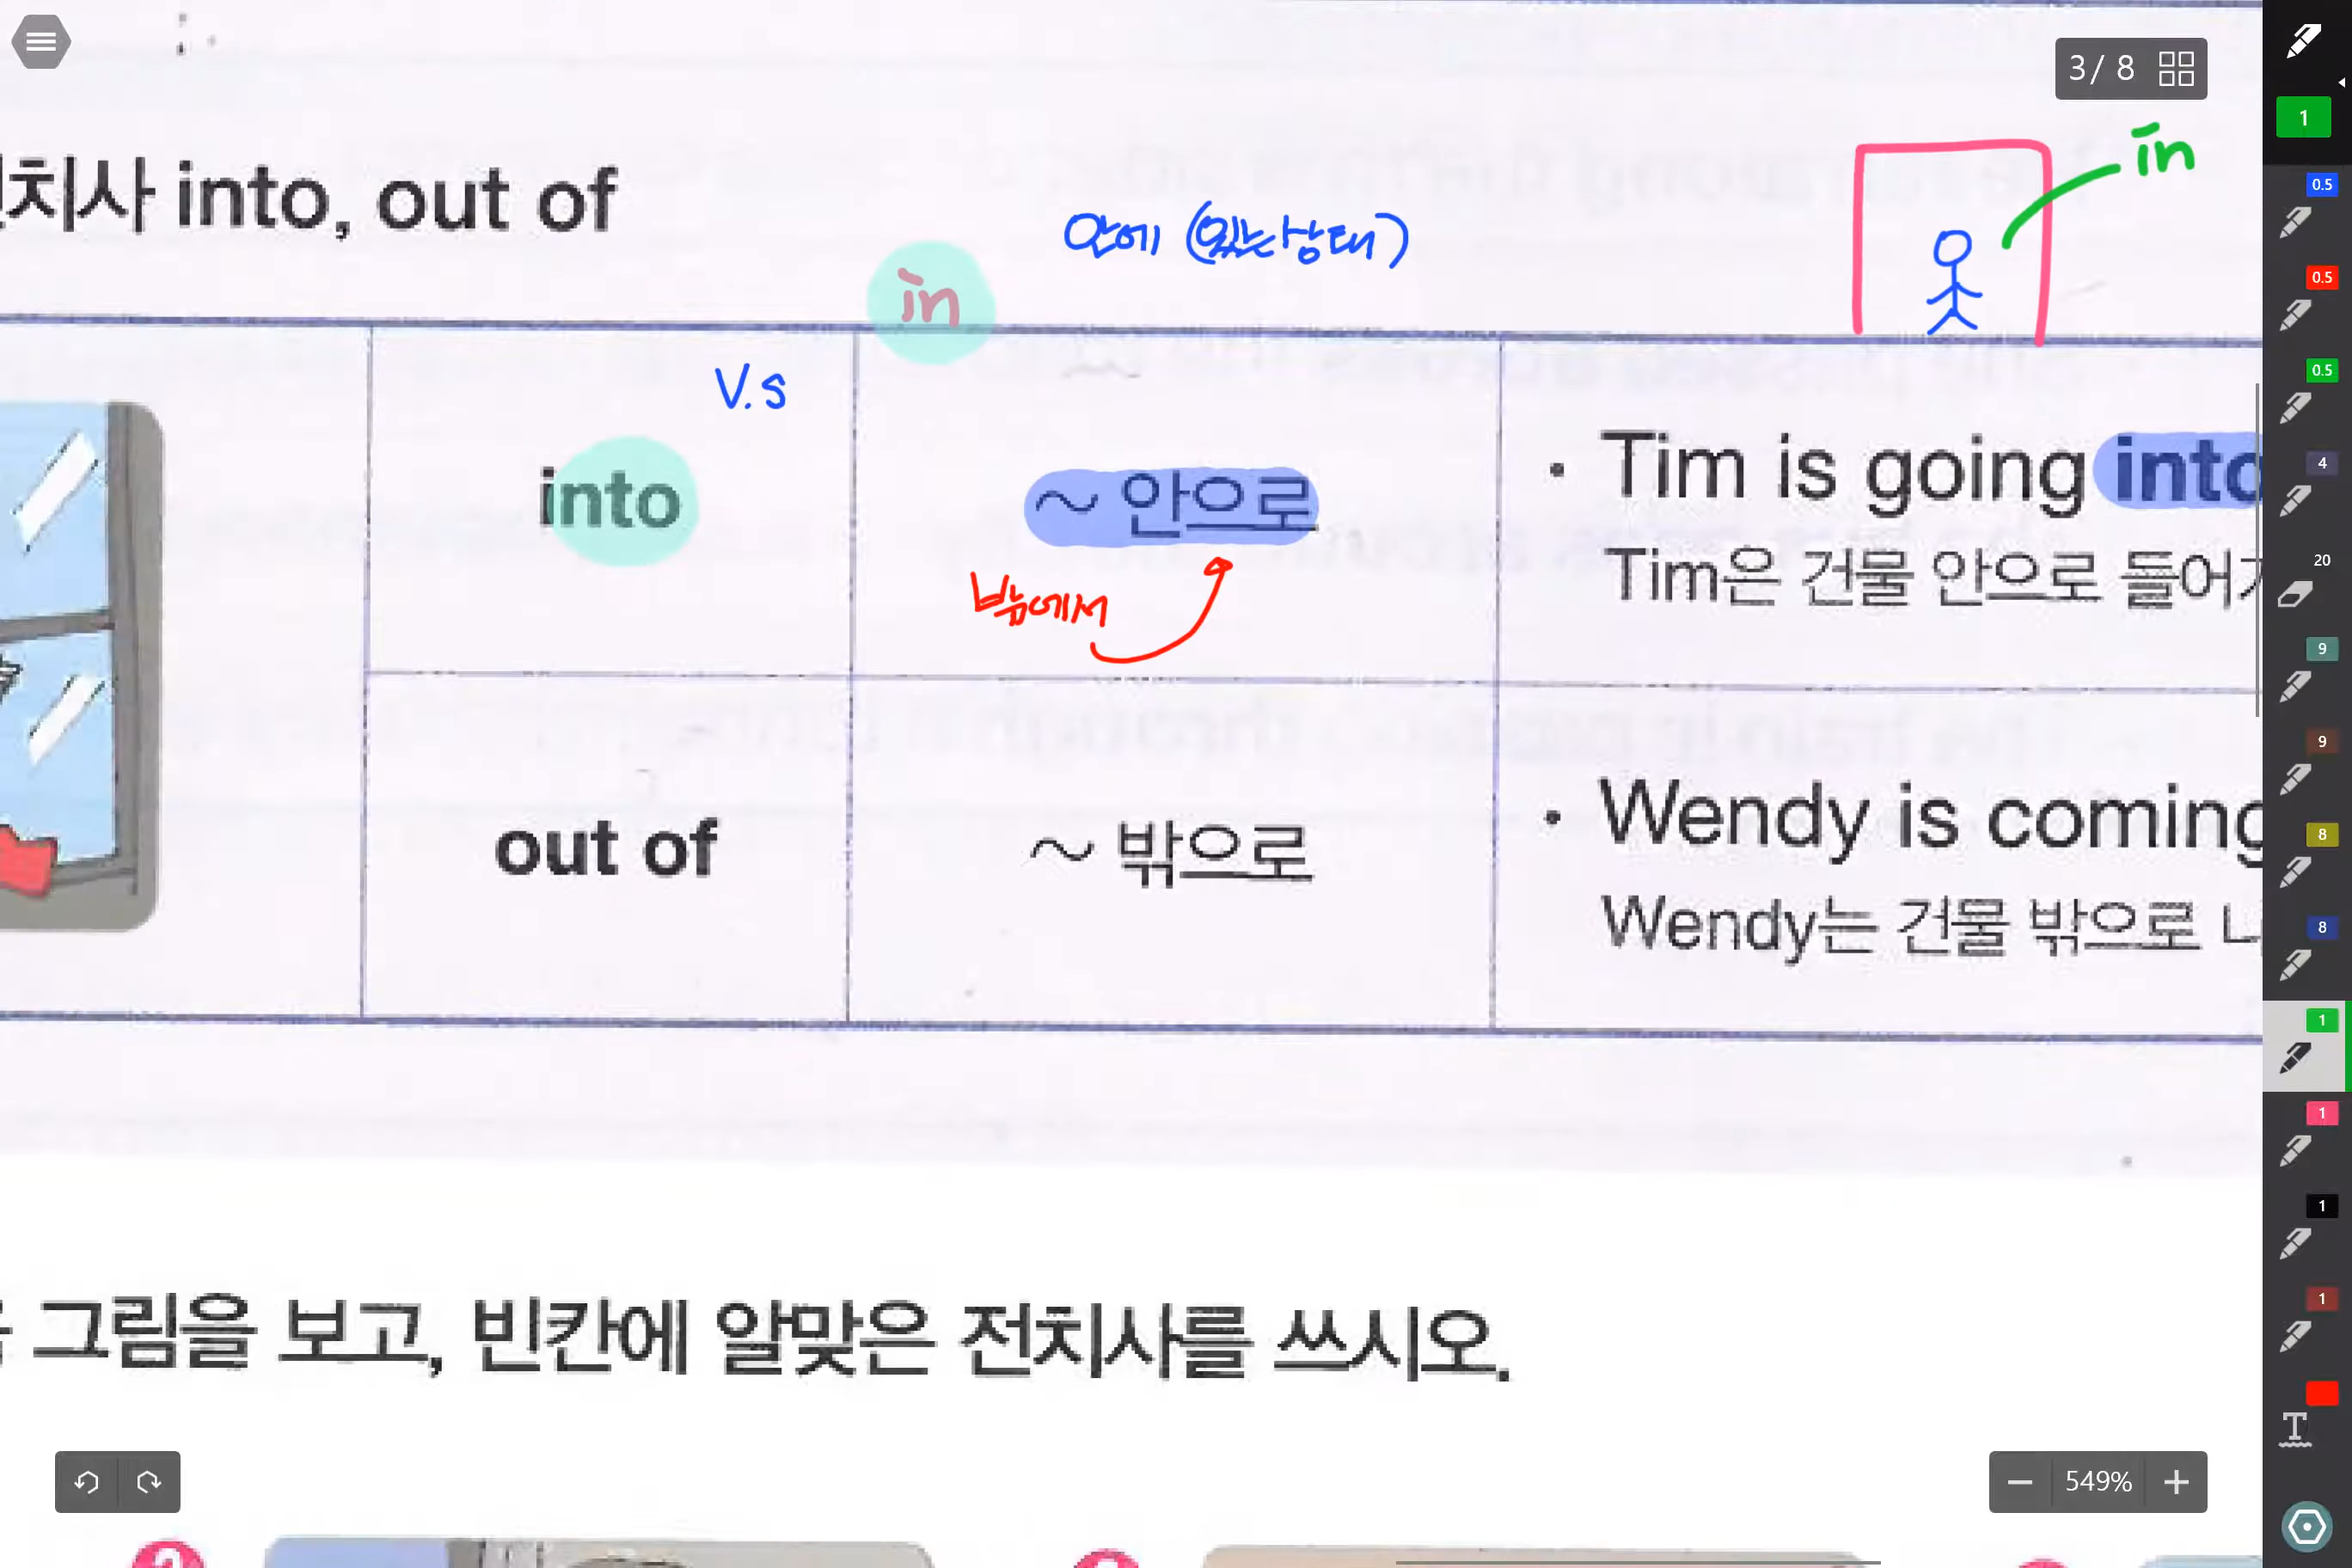 3/ 8
1
in
전치사 into, out of
안에 (있는상태)
in
V.s
into
~ 안으로
밖에서
• Tim is going into
Tim은 건물 안으로 들어가
out of
~ 밖으로
• Wendy is coming
Wendy는 건물 밖으로 나
그림을 보고, 빈칸에 알맞은 전치사를 쓰시오.
549%
0.5
0.5
0.5
4
20
9
9
8
8
1
1
1
1
T